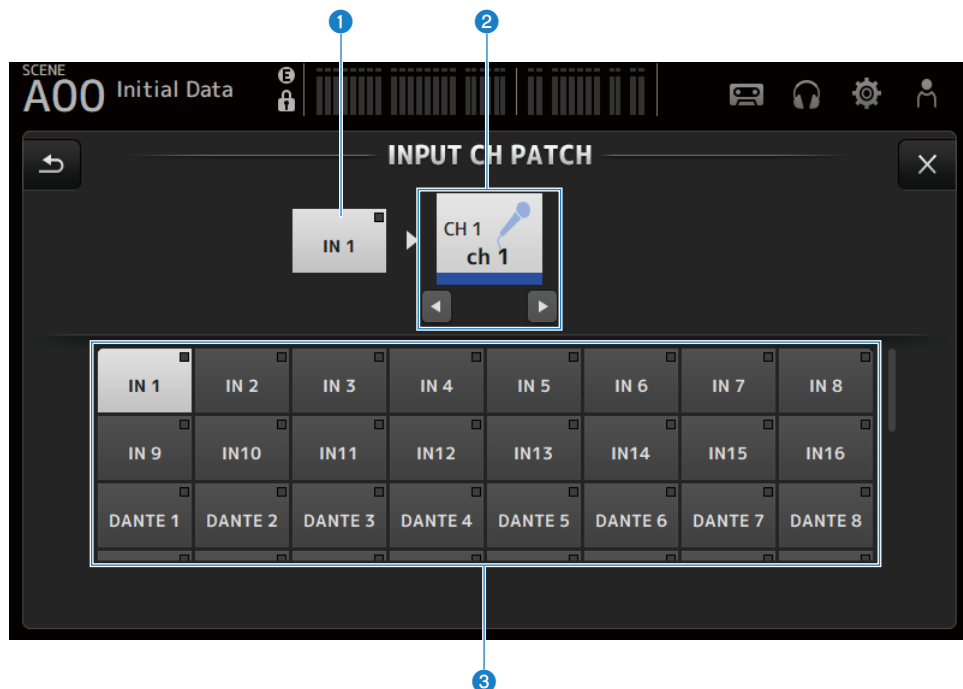 1 2
SCENE
A00 Initial Data E
INPUT CH PATCH
IN 1 CH 1
ch 1
IN 1 IN 2 IN 3 IN 4 IN 5 IN 6 IN 7 IN 8
IN 9 IN10 IN11 IN12 IN13 IN14 IN15 IN16
DANTE 1 DANTE 2 DANTE 3 DANTE 4 DANTE 5 DANTE 6 DANTE 7 DANTE 8
3